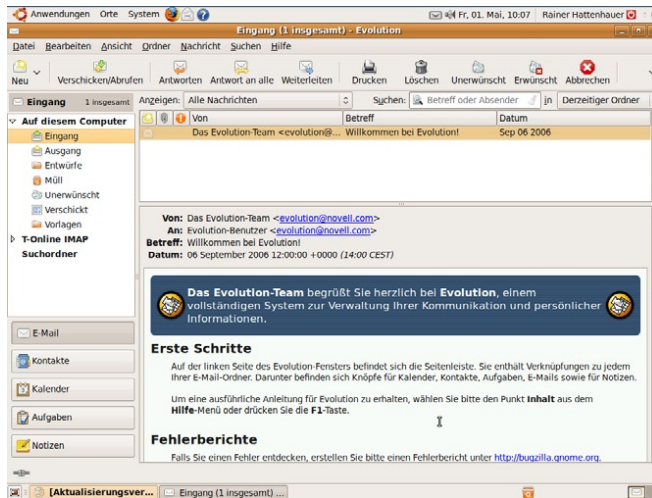 Anwendungen Orte System Fr, 01. Mai, 10:07 Rainer Hattenhauer
Eingang (1 insgesamt) - Evolution
Datei Bearbeiten Ansicht Ordner Nachricht Suchen Hilfe
Neu Verschicken/Abrufen Antworten Antwort an alle Weiterleiten Drucken Löschen Unerwünscht Erwünscht Abbrechen
Eingang 1 insgesamt Anzeigen: Alle Nachrichten Suchen: Betreff oder Absender in Derzeitiger Ordner
Auf diesem Computer
Eingang
Ausgang
Entwürfe
Müll
Unerwünscht
Verschickt
Vorlagen
T-Online IMAP
Suchordner
Von Betreff Datum
Das Evolution-Team <evolution@... Willkommen bei Evolution! Sep 06 2006
Von: Das Evolution-Team <evolution@novell.com>
An: Evolution-Benutzer <evolution@novell.com>
Betreff: Willkommen bei Evolution!
Datum: 06 September 2006 12:00:00 +0000 (14:00 CEST)
Das Evolution-Team begrüßt Sie herzlich bei Evolution, einem
vollständigen System zur Verwaltung Ihrer Kommunikation und persönlicher
Informationen.
Erste Schritte
Auf der linken Seite des Evolution-Fensters befindet sich die Seitenleiste. Sie enthält Verknüpfungen zu jedem
Ihrer E-Mail-Ordner. Darunter befinden sich Knöpfe für Kalender, Kontakte, Aufgaben, E-Mails sowie für Notizen.
Um eine ausführliche Anleitung für Evolution zu erhalten, wählen Sie bitte den Punkt Inhalt aus dem
Hilfe-Menü oder drücken Sie die F1-Taste.
Fehlerberichte
Falls Sie einen Fehler entdecken, erstellen Sie bitte einen Fehlerbericht unter http://bugzilla.gnome.org.
E-Mail
Kontakte
Kalender
Aufgaben
Notizen
[Aktualisierungsver... Eingang (1 insgesamt) ...